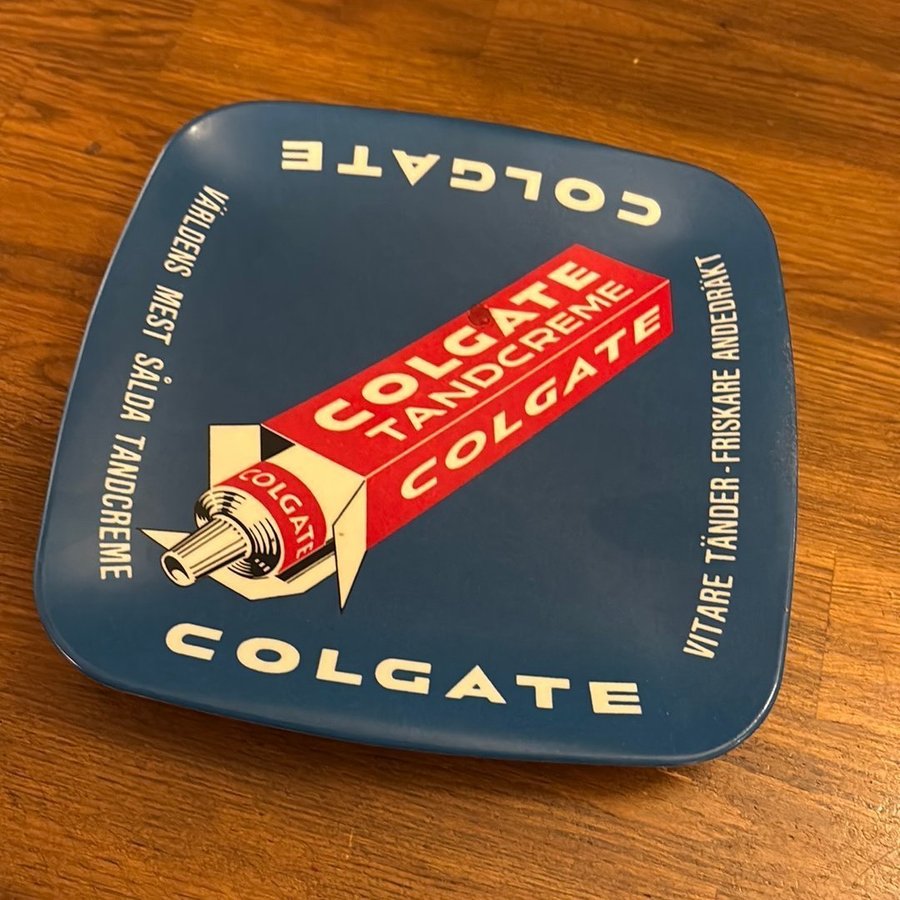 COLGATE
VÄRLDENS MEST SÅLDA TANDCREME
VITARE TÄNDER - FRISKARE ANDEDRÄKT
COLGATE
TANDCREME
COLGATE
COLGATE
COLGATE